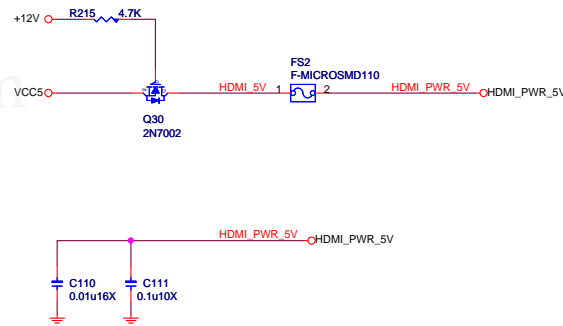 +12V R215 4.7K
FS2
F-MICROSMD110
VCC5 HDMI_5V 1 2 HDMI_PWR_5V HDMI_PWR_5V
Q30
2N7002
HDMI_PWR_5V HDMI_PWR_5V
C110 C111
0.01u16X 0.1u10X